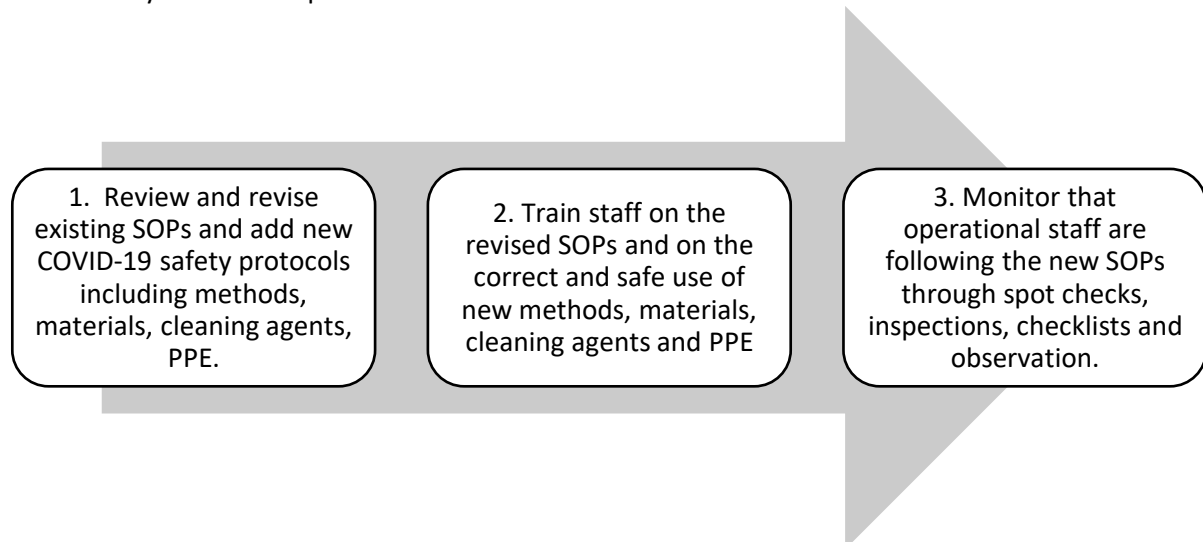 1. Review and revise
existing SOPs and add new
COVID-19 safety protocols
including methods,
materials, cleaning agents,
PPE.
2. Train staff on the
revised SOPs and on the
correct and safe use of
new methods, materials,
cleaning agents and PPE
3. Monitor that
operational staff are
following the new SOPs
through spot checks,
inspections, checklists and
observation.